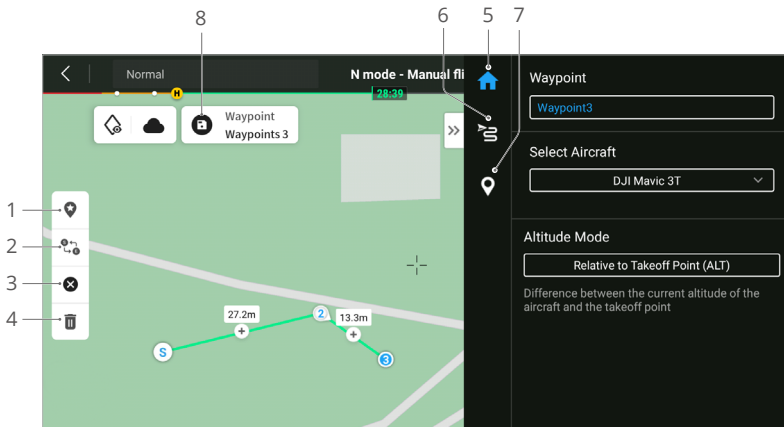 6
5
7
8
Normal
N mode - Manual fli
H
28:39
Waypoint
Waypoints 3
Waypoint
Waypoint3
Select Aircraft
DJI Mavic 3T
Altitude Mode
Relative to Takeoff Point (ALT)
Difference between the current altitude of the
aircraft and the takeoff point
1
2
3
4
27.2m
2
13.3m
S
3